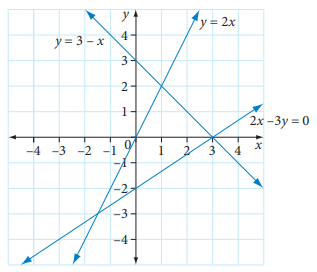 y
y = 2x
y = 3 – x
4
3
2
1
2x –3y = 0
–4 –3 –2 –1 0 1 2 3 4 x
–1
–2
–3
–4